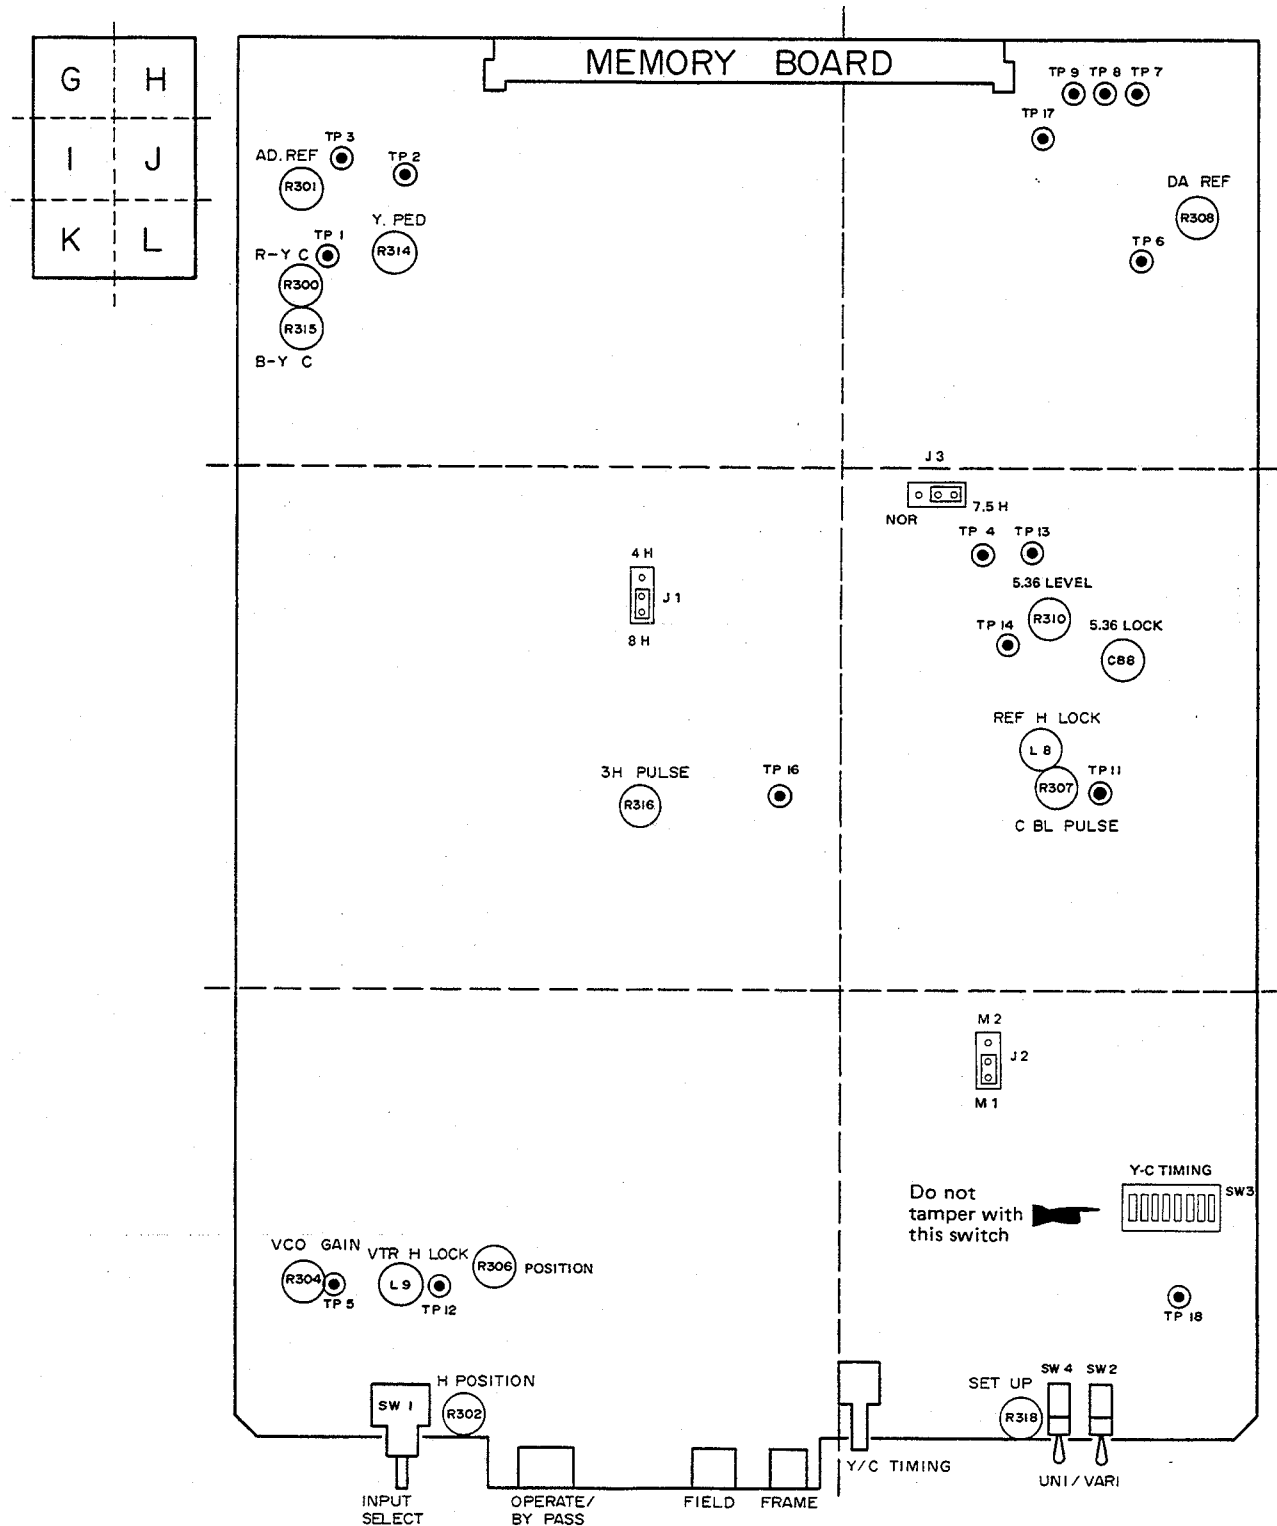 G H
I J
K L
MEMORY BOARD
TP 9 TP 8 TP 7
TP 17
TP 3
TP 2
AD. REF
R301
DA REF
R308
Y. PED
R314
TP 1
TP 6
R-Y C
R300
R315
B-Y C
J 3
NOR
7.5 H
TP 4
TP 13
4 H
J 1
8 H
5.36 LEVEL
R310
TP 14
5.36 LOCK
C88
REF H LOCK
L 8
3H PULSE
R316
TP 16
R307
TP 11
C BL PULSE
M 2
J 2
M 1
Y-C TIMING
SW3
Do not
tamper with
this switch
VCO GAIN
R304
TP 5
VTR H LOCK
L 9
TP 12
R306
POSITION
TP 18
H POSITION
SW 1
R302
SET UP
R318
SW 4
SW 2
Y/C TIMING
UNI / VARI
INPUT
SELECT
OPERATE/
BY PASS
FIELD
FRAME